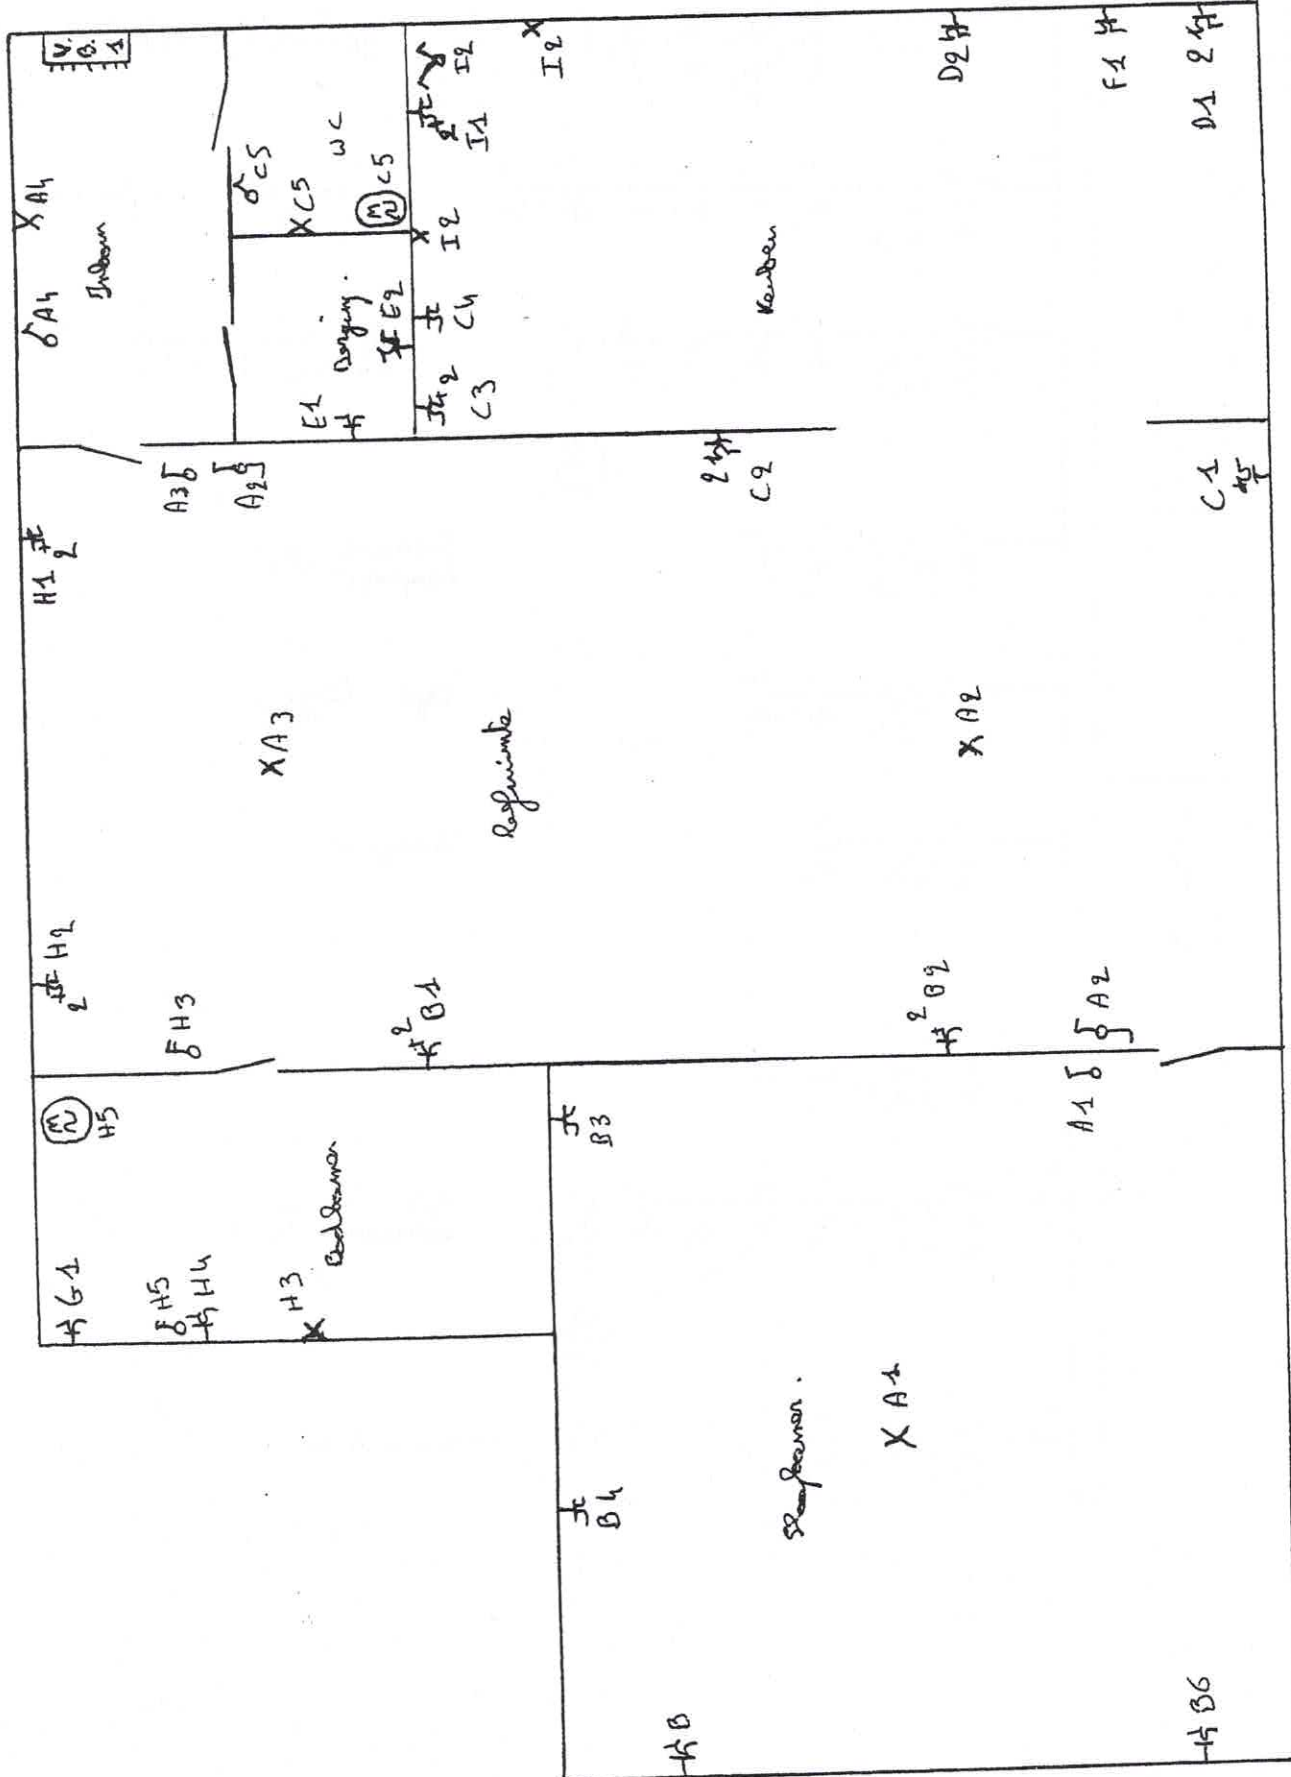 V.
B.
1
A4
A4
Inkom
C5
C5
WC
C5
I2
2
I1
I2
I2
D2
F1
D1 2
Berging.
E1
E2
C4
2
C3
Keuken
A3
A2
2
C2
C1
H1
2
A3
Leefruimte
A2
H2
2
H3
2
B1
2
B2
A2
A1
H5
Badkamer
G1
H5
H4
H3
B3
B4
Slaapkamer.
A1
B
B6